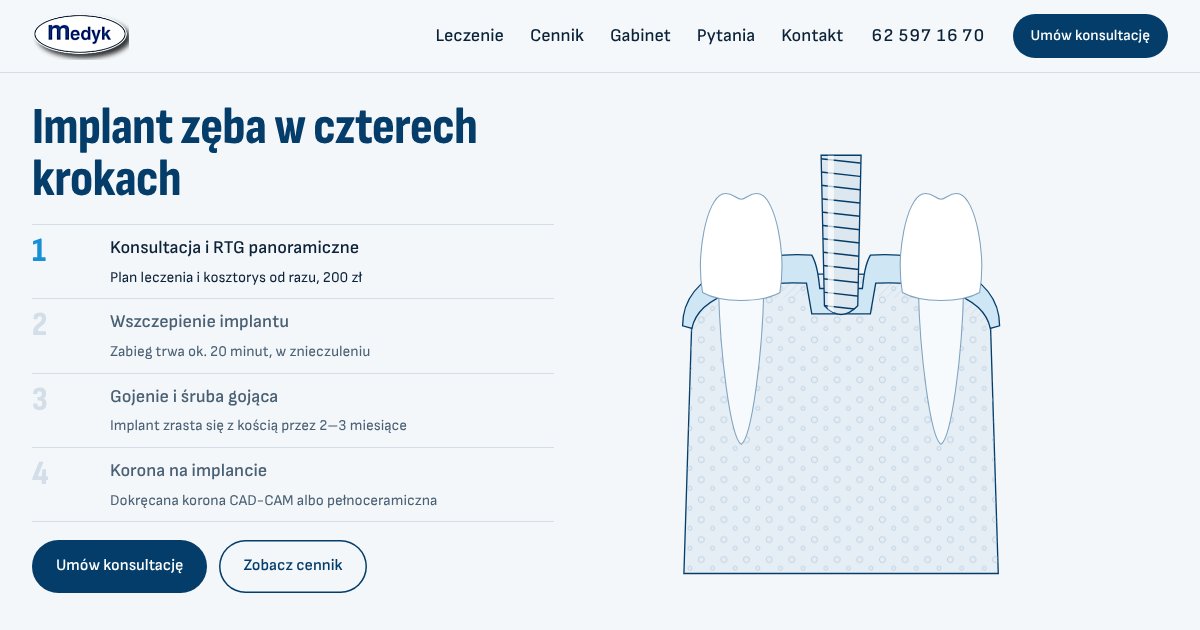 medyk
Leczenie
Cennik
Gabinet
Pytania
Kontakt
62 597 16 70
Umów konsultację
Implant zęba w czterech
krokach
1
Konsultacja i RTG panoramiczne
Plan leczenia i kosztorys od razu, 200 zł
2
Wszczepienie implantu
Zabieg trwa ok. 20 minut, w znieczuleniu
3
Gojenie i śruba gojąca
Implant zrasta się z kością przez 2–3 miesiące
4
Korona na implancie
Dokręcana korona CAD-CAM albo pełnoceramiczna
Umów konsultację
Zobacz cennik